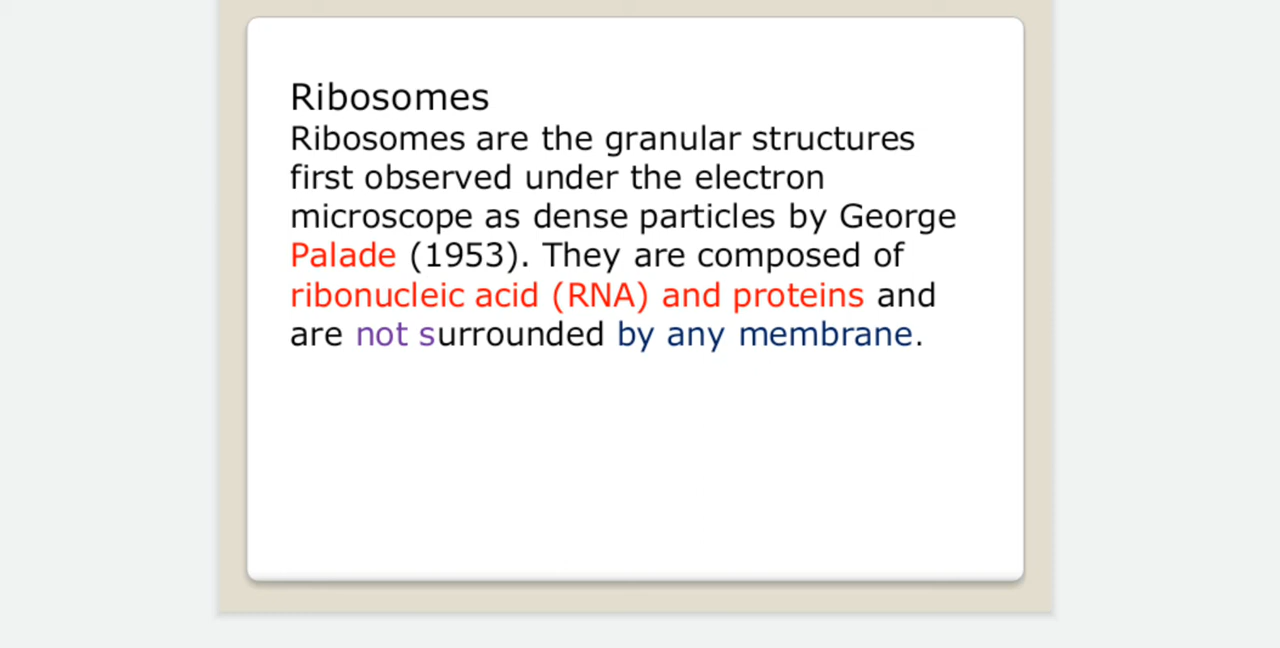 Ribosomes
Ribosomes are the granular structures
first observed under the electron
microscope as dense particles by George
Palade (1953). They are composed of
ribonucleic acid (RNA) and proteins and
are not surrounded by any membrane.